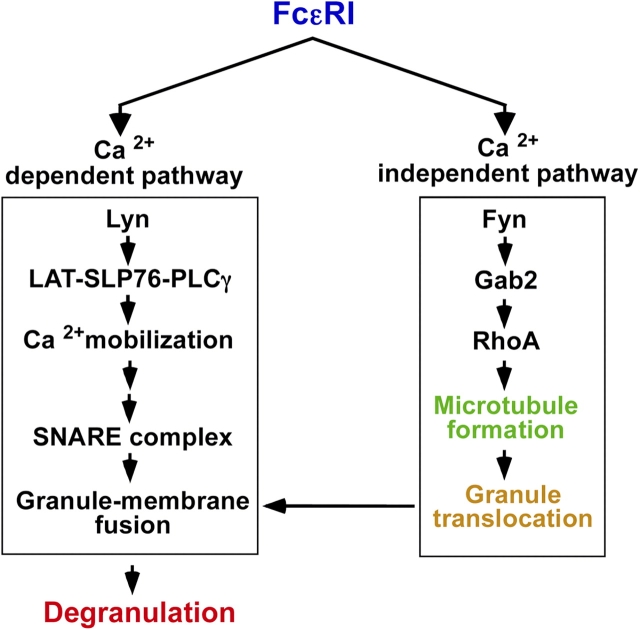 FcεRI
Ca 2+
dependent pathway
Lyn
LAT-SLP76-PLCγ
Ca 2+mobilization
SNARE complex
Granule-membrane
fusion
Degranulation
Ca 2+
independent pathway
Fyn
Gab2
RhoA
Microtubule
formation
Granule
translocation